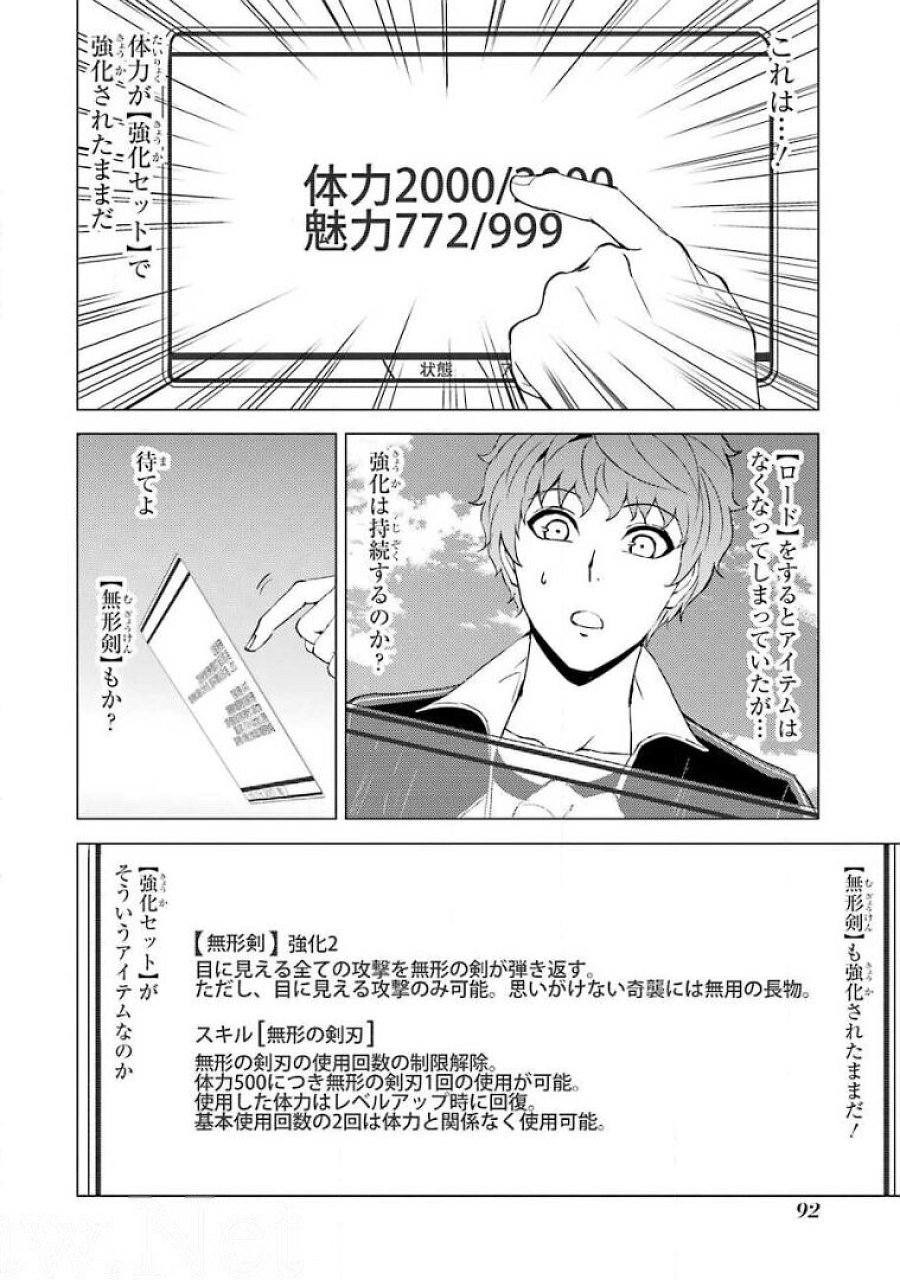 これは…!
体力2000/2000
魅力772/999
状態
体力が【強化セット】で
強化されたままだ
【ロード】をするとアイテムは
なくなってしまっていたが…
強化は持続するのか?
待てよ
【無形剣】もか?
【無形剣】も強化されたままだ!
【無形剣】強化2
目に見える全ての攻撃を無形の剣が弾き返す。
ただし、目に見える攻撃のみ可能。思いがけない奇襲には無用の長物。
スキル[無形の剣刃]
無形の剣刃の使用回数の制限解除。
体力500につき無形の剣刃1回の使用が可能。
使用した体力はレベルアップ時に回復。
基本使用回数の2回は体力と関係なく使用可能。
【強化セット】が
そういうアイテムなのか
92